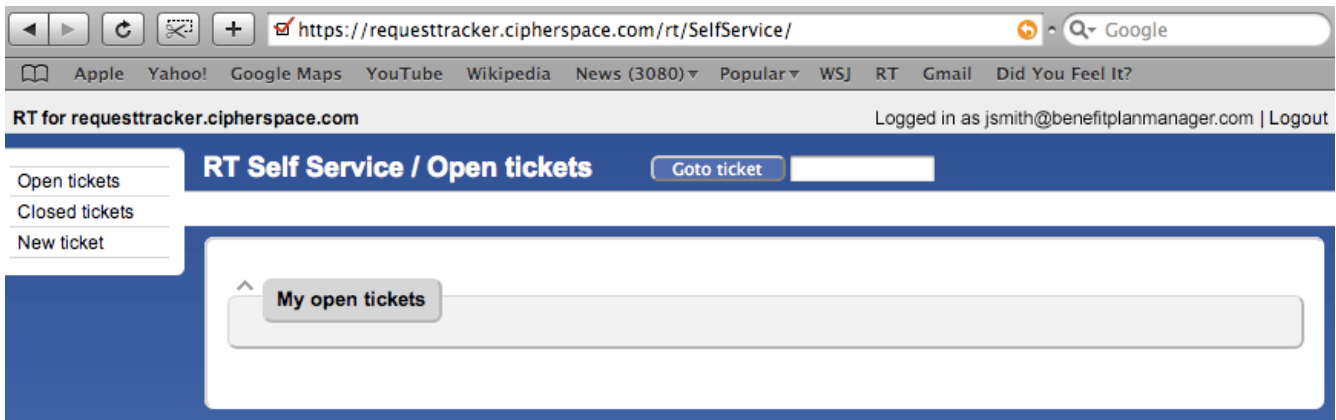 https://requesttracker.cipherspace.com/rt/SelfService/
Google
Apple Yahoo! Google Maps YouTube Wikipedia News (3080) Popular WSJ RT Gmail Did You Feel It?
RT for requesttracker.cipherspace.com
Logged in as jsmith@benefitplanmanager.com | Logout
RT Self Service / Open tickets
Goto ticket
Open tickets
Closed tickets
New ticket
My open tickets